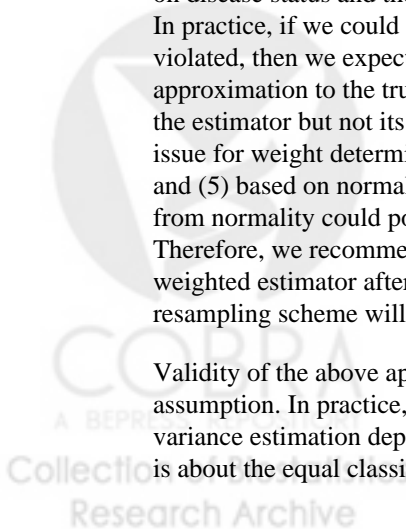 on disease status and the
In practice, if we could
violated, then we expec
approximation to the tru
the estimator but not its
issue for weight determi
and (5) based on normal
from normality could po
Therefore, we recomme
weighted estimator after
resampling scheme will
Validity of the above ap
assumption. In practice,
variance estimation dep
is about the equal classi
COBRA
A BEPRESS REPOSITORY
Collection of Biostatistics
Research Archive